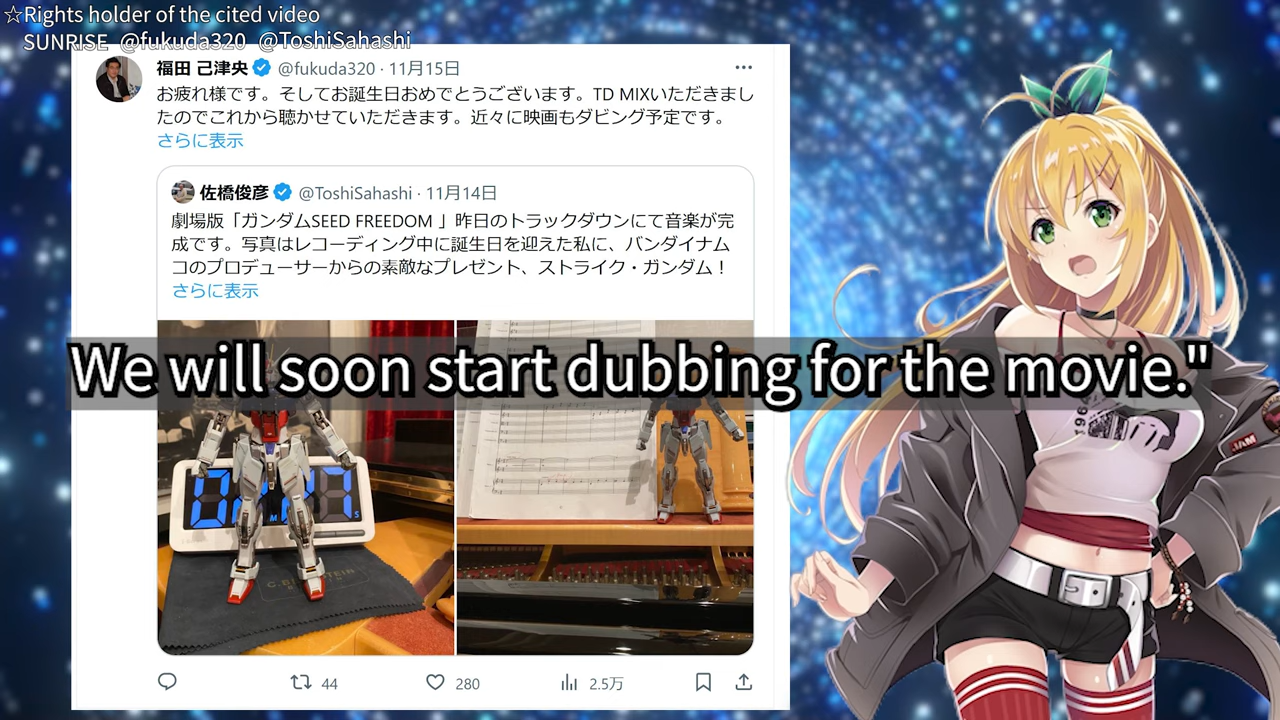 ☆Rights holder of the cited video
SUNRISE @fukuda320 @ToshiSahashi
福田 己津央 @fukuda320 · 11月15日
お疲れ様です。そしてお誕生日おめでとうございます。TD MIXいただきまし
たのでこれから聴かせていただきます。近々に映画もダビング予定です。
さらに表示
佐橋俊彦 @ToshiSahashi · 11月14日
劇場版「ガンダムSEED FREEDOM 」昨日のトラックダウンにて音楽が完
成です。写真はレコーディング中に誕生日を迎えた私に、バンダイナム
コのプロデューサーからの素敵なプレゼント、ストライク・ガンダム！
さらに表示
We will soon start dubbing for the movie."
44 280 2.5万